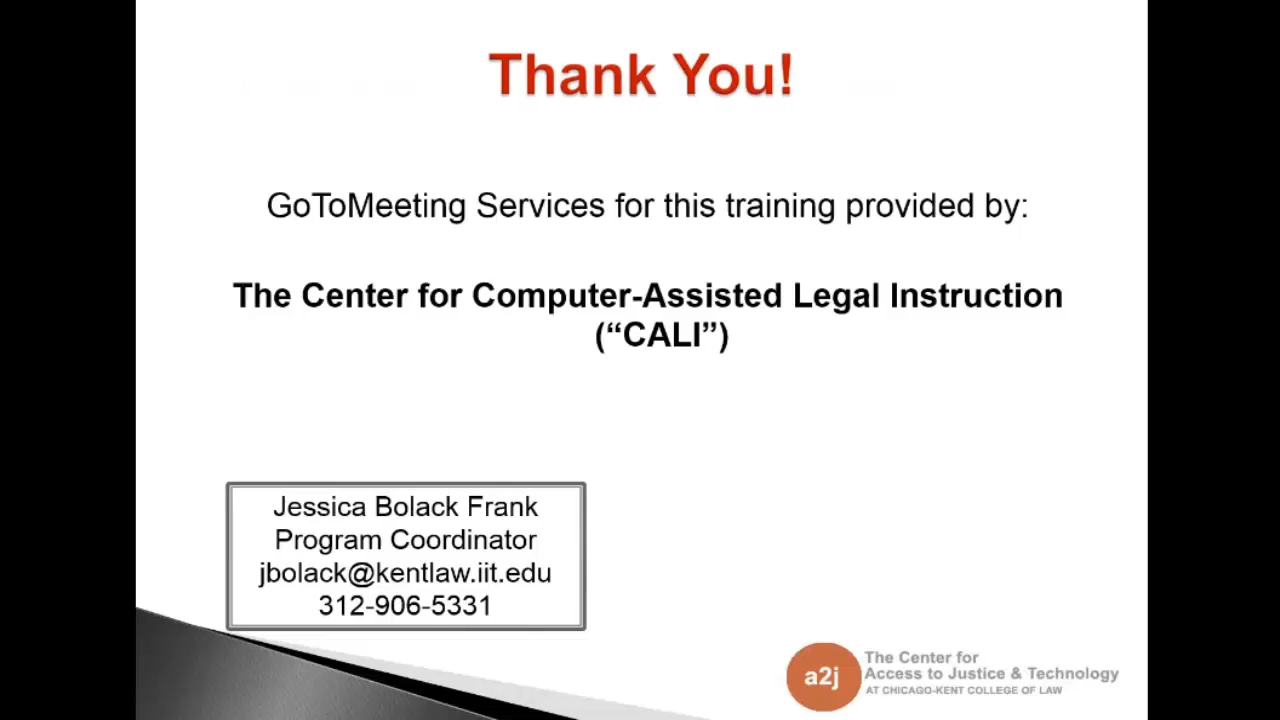 Thank You!
GoToMeeting Services for this training provided by:
The Center for Computer-Assisted Legal Instruction
(“CALI”)
Jessica Bolack Frank
Program Coordinator
jbolack@kentlaw.iit.edu
312-906-5331
a2j
The Center for
Access to Justice & Technology
AT CHICAGO-KENT COLLEGE OF LAW